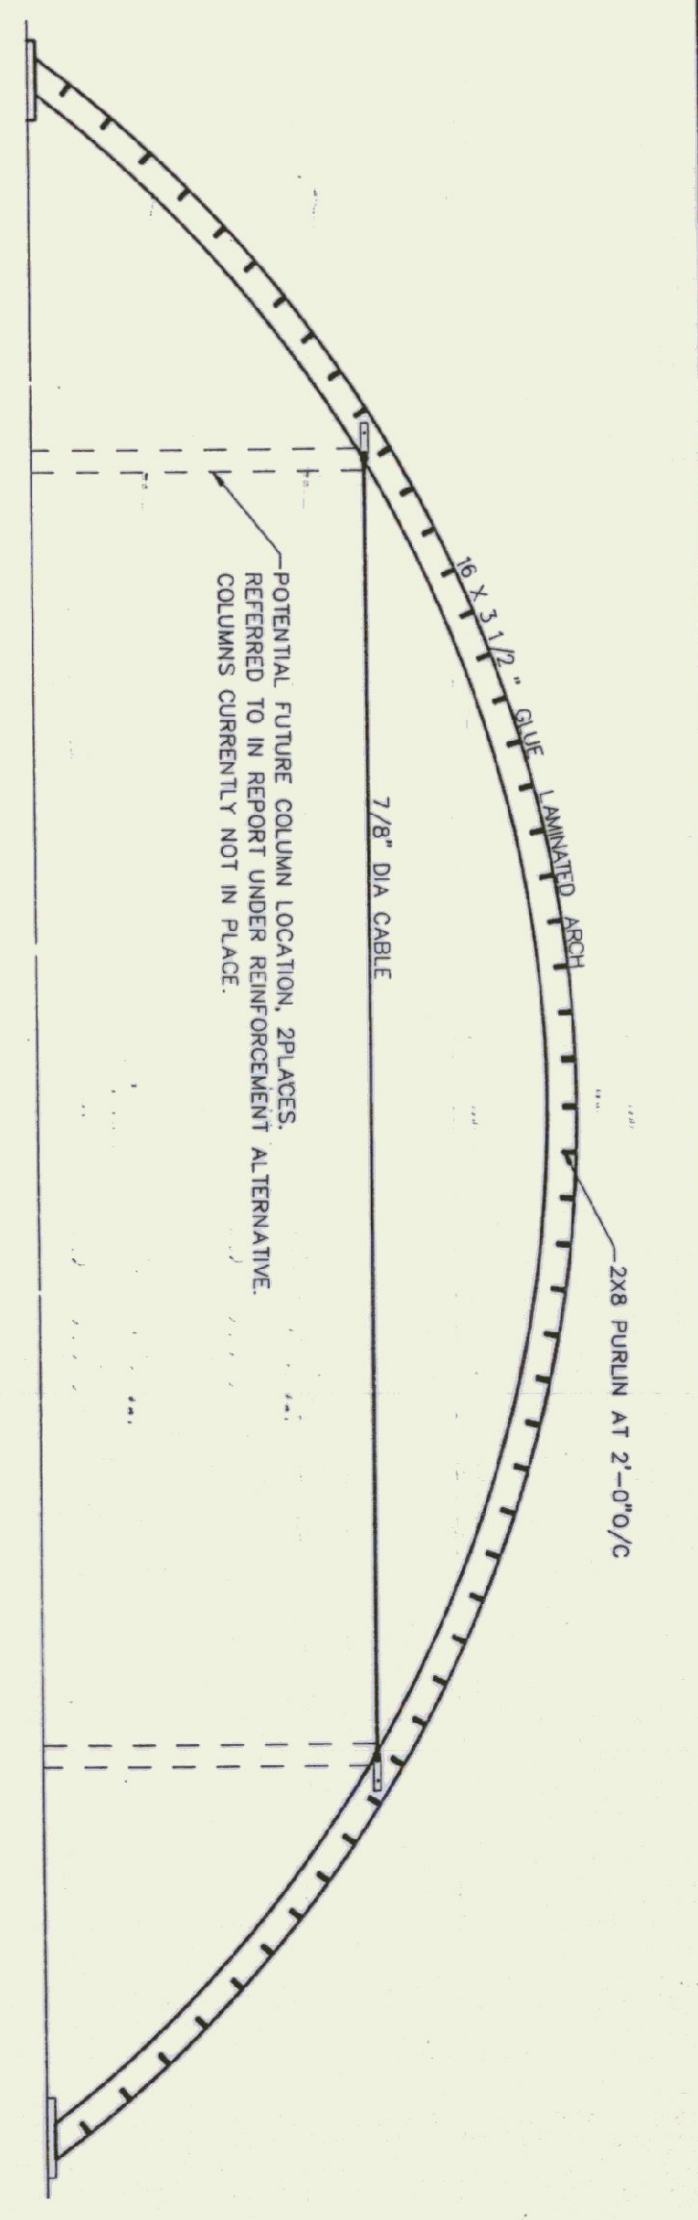 2X8 PURLIN AT 2'-0"O/C
16 X 3 1/2 " GLUE LAMINATED ARCH
7/8" DIA CABLE
POTENTIAL FUTURE COLUMN LOCATION, 2PLACES.
REFERRED TO IN REPORT UNDER REINFORCEMENT ALTERNATIVE.
COLUMNS CURRENTLY NOT IN PLACE.